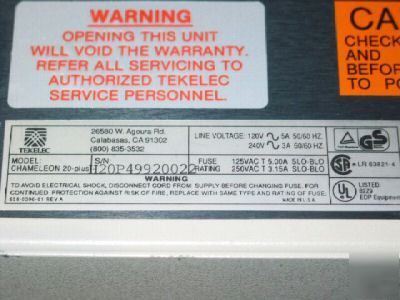 WARNING
OPENING THIS UNIT
WILL VOID THE WARRANTY.
REFER ALL SERVICING TO
AUTHORIZED TEKELEC
SERVICE PERSONNEL.
CA
CHECK
AND
BEFOR
TO PO
TEKELEC
26580 W. Agoura Rd.
Calabasas, CA 91302
(800) 835-3532
LINE VOLTAGE: 120V 5A 50/60 HZ.
240V 3A 50/60 HZ.
GS
MODEL:
CHAMELEON 20-plus
S/N
H20P49920022
FUSE RATING
125VAC T 5.00A SLO-BLO
250VAC T 3.15A SLO-BLO
LR 63821-4
WARNING
TO AVOID ELECTRICAL SHOCK, DISCONNECT CORD FROM SUPPLY BEFORE CHANGING FUSE.
FOR CONTINUED PROTECTION AGAINST RISK OF FIRE, REPLACE WITH SAME TYPE AND RATING OF FUSE.
MADE IN U.S.A.
UL
LISTED
EDP Equipment